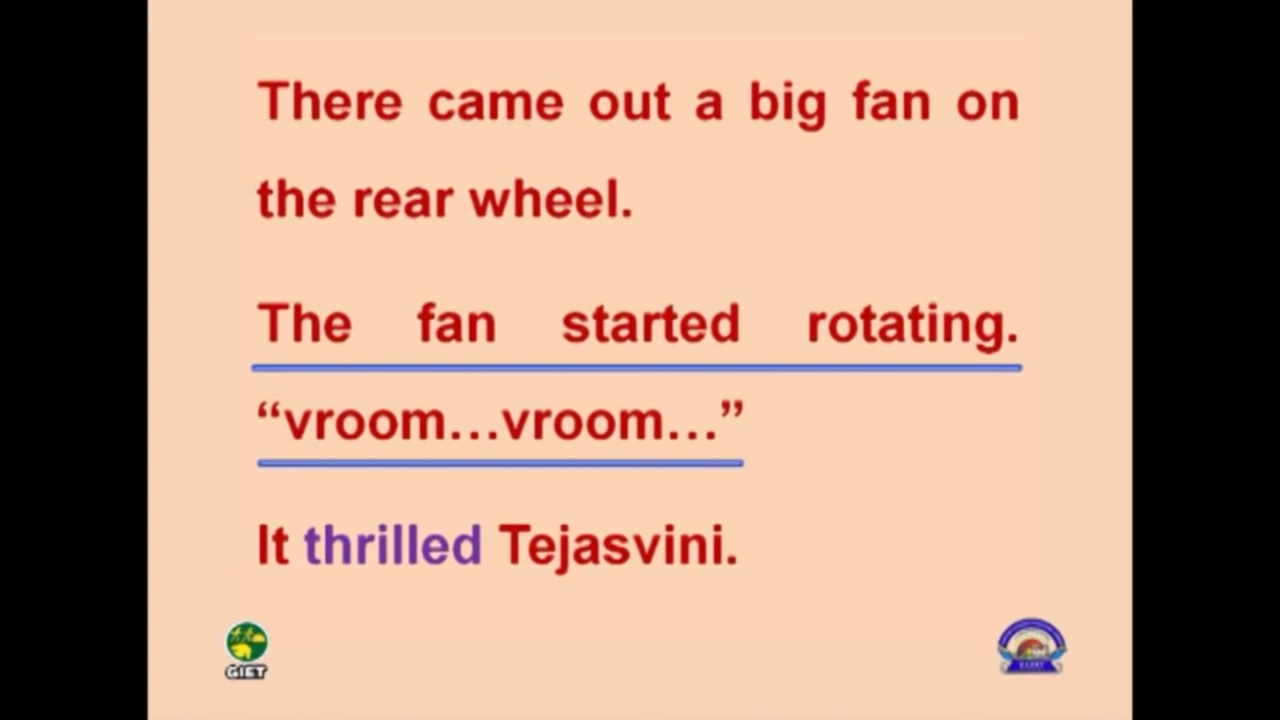 There came out a big fan on
the rear wheel.
The fan started rotating.
“vroom…vroom…”
It thrilled Tejasvini.
GIET